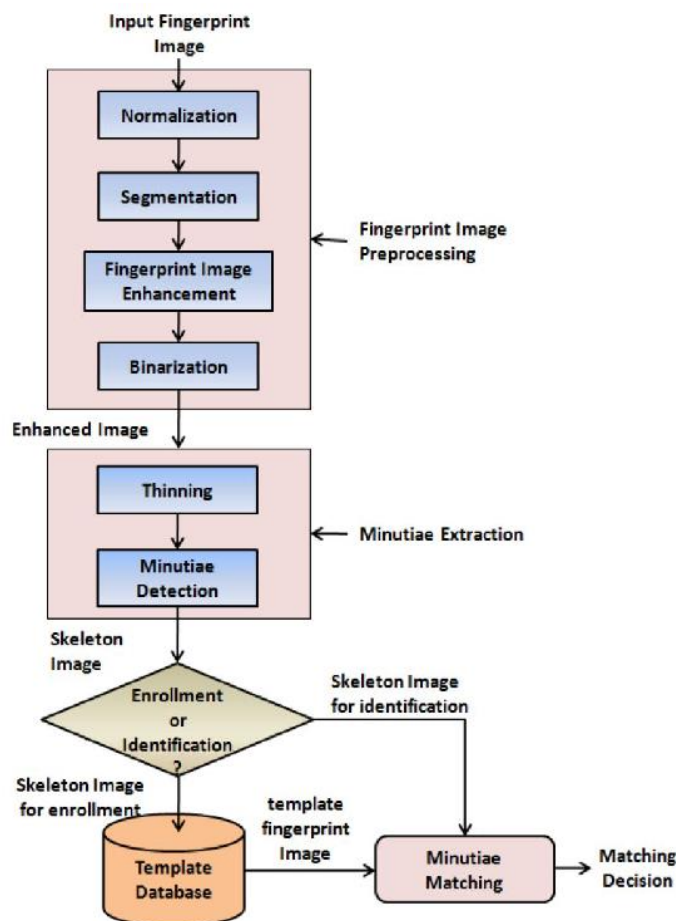 Input Fingerprint
Image
Normalization
Segmentation
Fingerprint Image
Enhancement
Binarization
Fingerprint Image
Preprocessing
Enhanced Image
Thinning
Minutiae
Detection
Minutiae Extraction
Skeleton
Image
Enrollment
or
Identification
?
Skeleton Image
for identification
Skeleton Image
for enrollment
Template
Database
template
fingerprint
Image
Minutiae
Matching
Matching
Decision